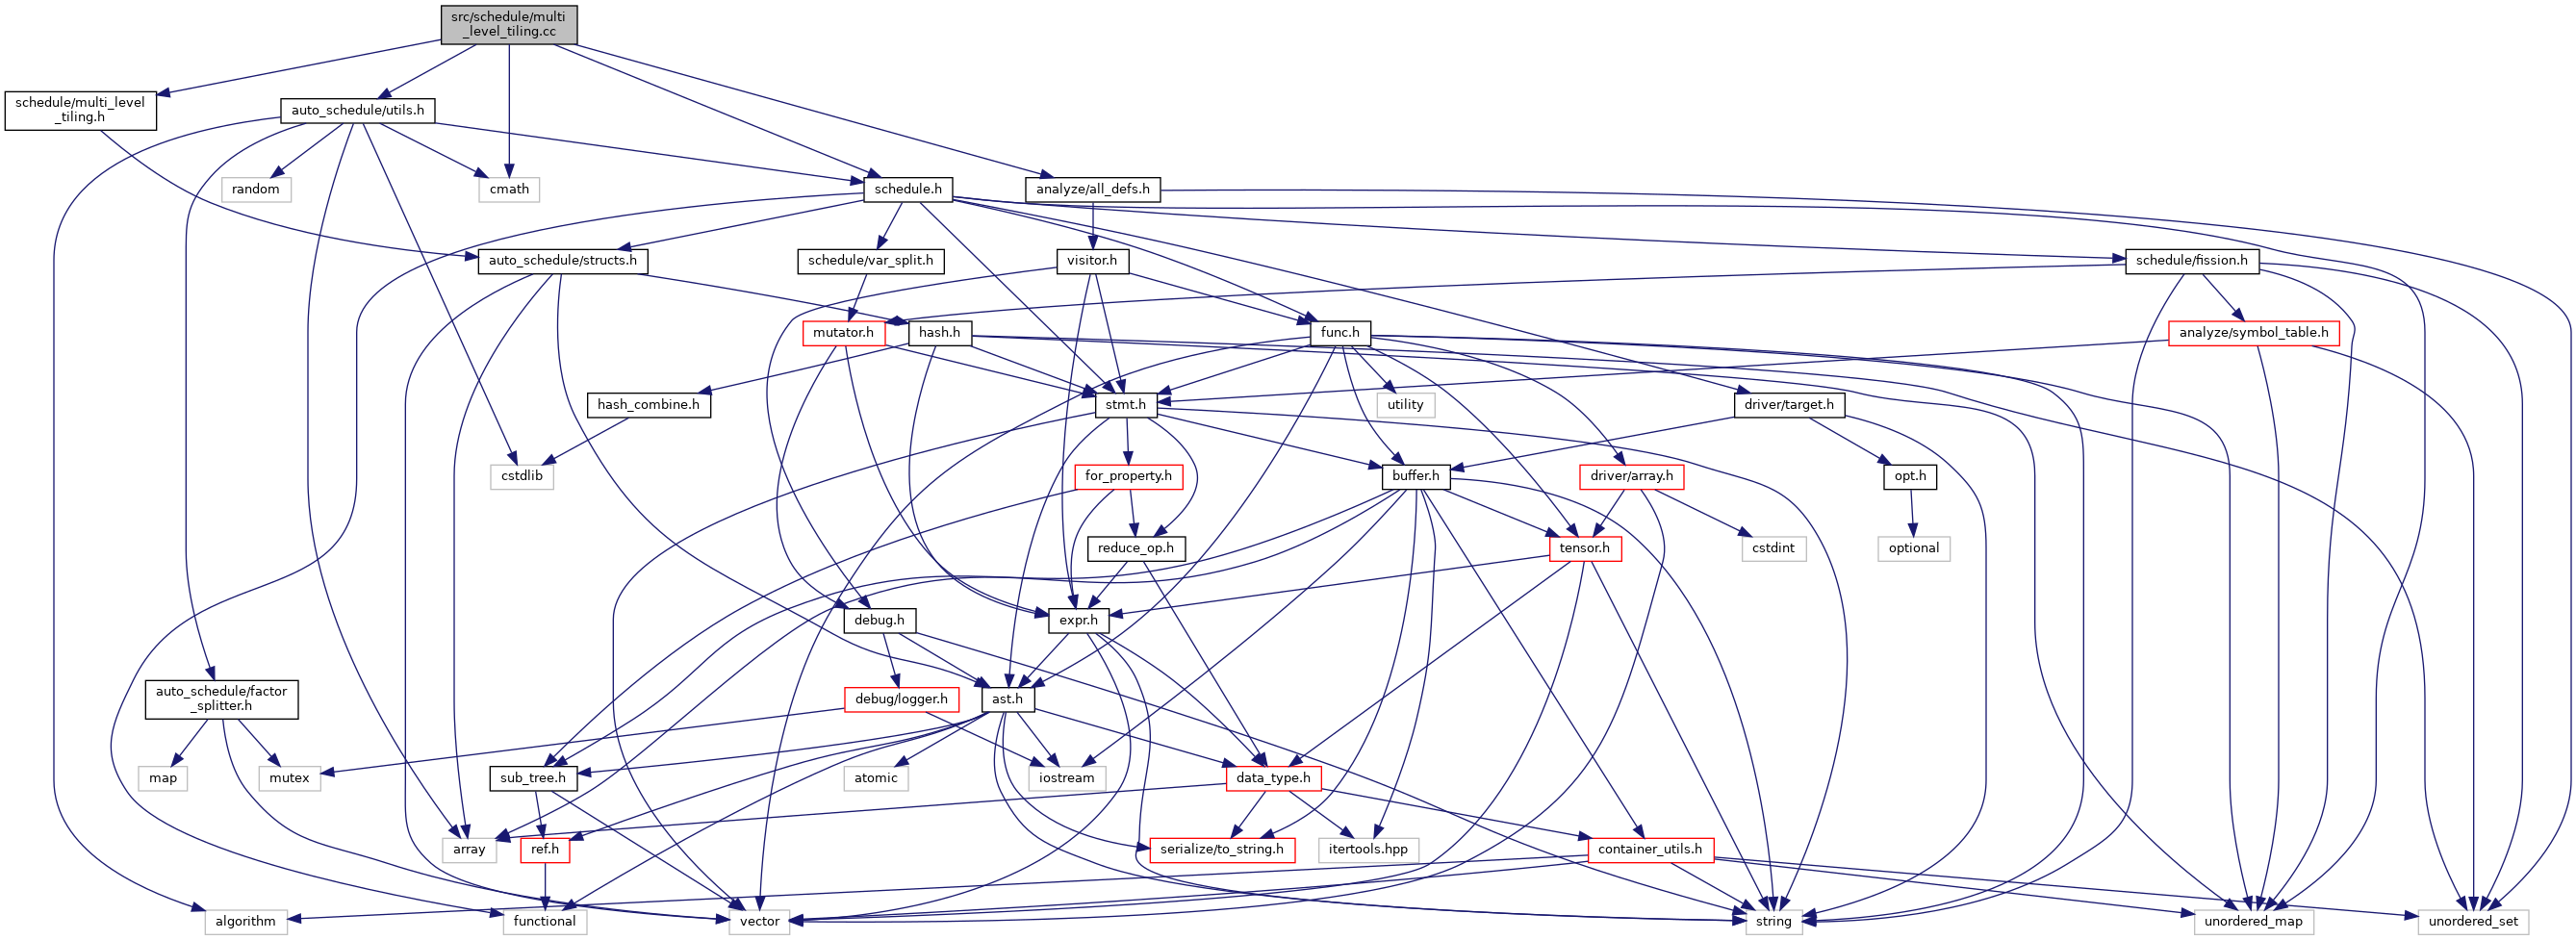 src/schedule/multi
_level_tiling.cc
schedule/multi_level
_tiling.h
auto_schedule/utils.h
random
cmath
schedule.h
analyze/all_defs.h
auto_schedule/structs.h
schedule/var_split.h
visitor.h
schedule/fission.h
mutator.h
hash.h
func.h
analyze/symbol_table.h
hash_combine.h
stmt.h
utility
driver/target.h
cstdlib
for_property.h
buffer.h
driver/array.h
opt.h
reduce_op.h
tensor.h
cstdint
optional
debug.h
expr.h
auto_schedule/factor
_splitter.h
debug/logger.h
ast.h
map
mutex
sub_tree.h
atomic
iostream
data_type.h
array
ref.h
serialize/to_string.h
itertools.hpp
container_utils.h
algorithm
functional
vector
string
unordered_map
unordered_set